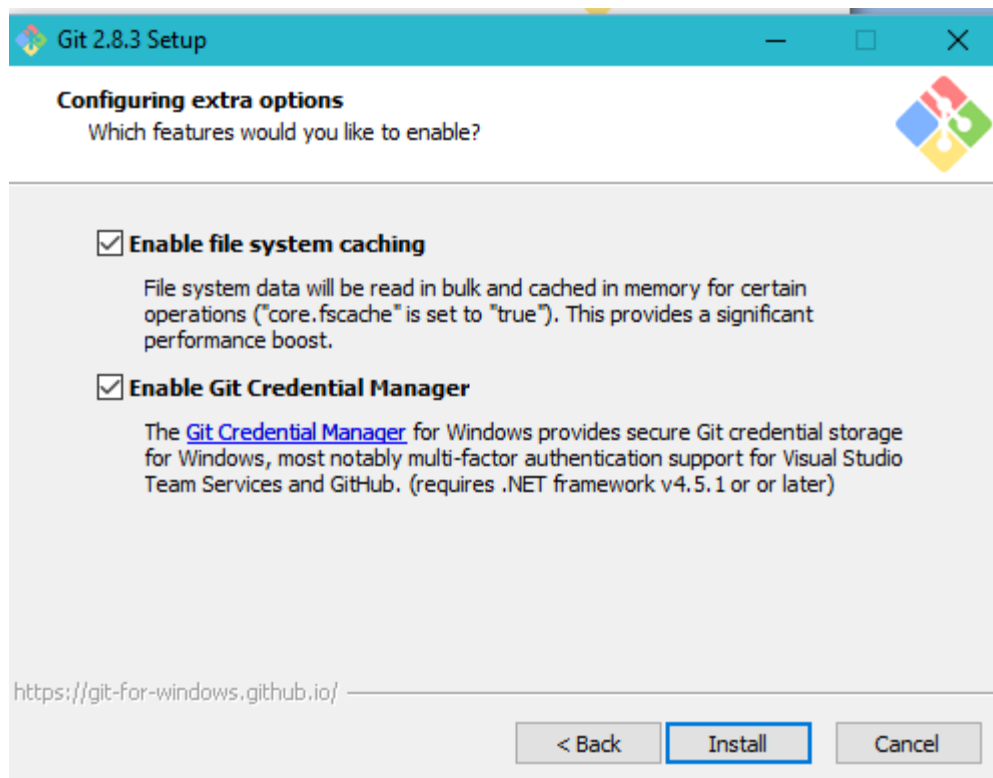 Git 2.8.3 Setup
Configuring extra options
Which features would you like to enable?
Enable file system caching
File system data will be read in bulk and cached in memory for certain
operations ("core.fscache" is set to "true"). This provides a significant
performance boost.
Enable Git Credential Manager
The Git Credential Manager for Windows provides secure Git credential storage
for Windows, most notably multi-factor authentication support for Visual Studio
Team Services and GitHub. (requires .NET framework v4.5.1 or or later)
https://git-for-windows.github.io/
< Back Install Cancel